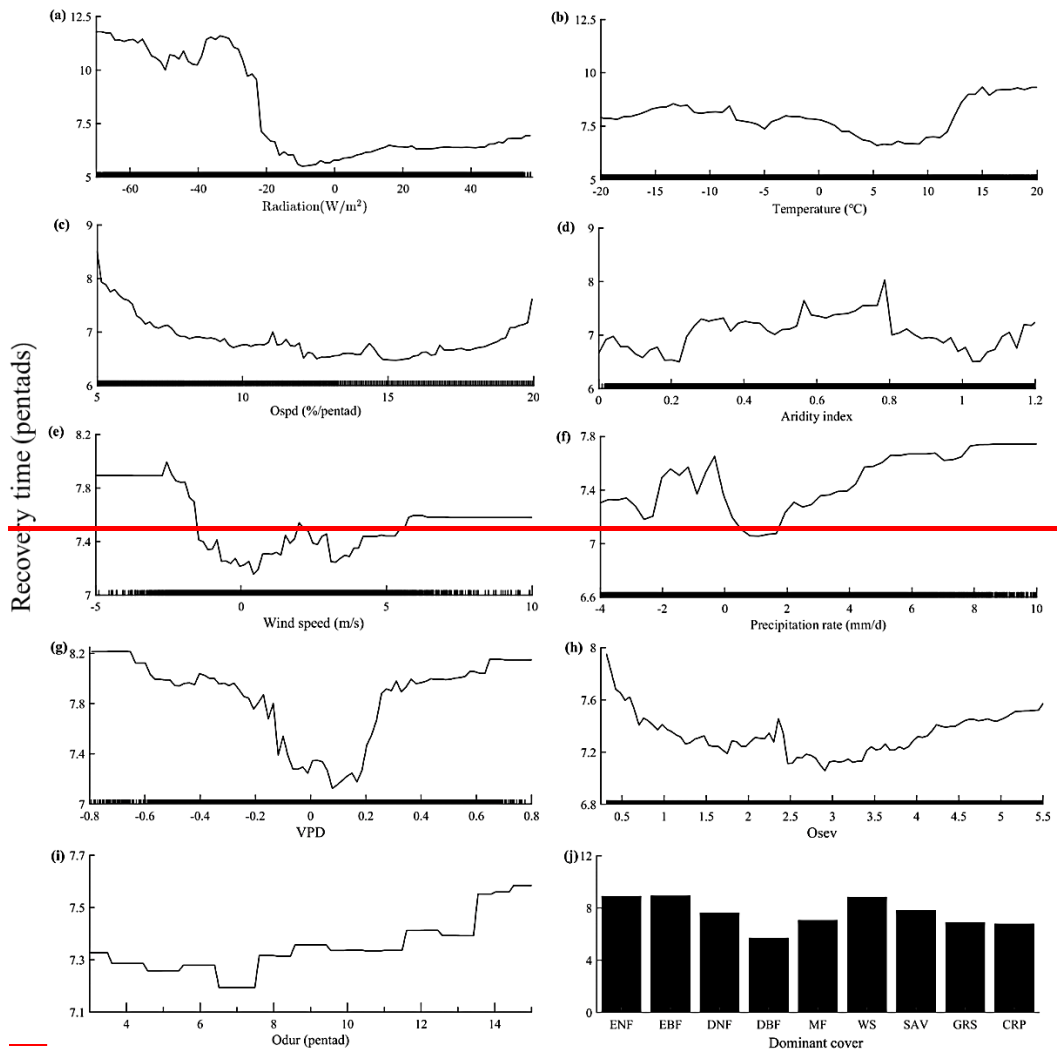 Recovery time (pentads)
(a)
12.5
10
7.5
5
-60 -40 -20 0 20 40
Radiation(W/m²)
(b)
12.5
10
7.5
5
-20 -15 -10 -5 0 5 10 15 20
Temperature (°C)
(c)
9
8
7
6
5 10 15 20
Ospd (%/pentad)
(d)
9
8
7
6
0 0.2 0.4 0.6 0.8 1 1.2
Aridity index
(e)
8.2
7.8
7.4
7
-5 0 5 10
Wind speed (m/s)
(f)
7.8
7.4
7
6.6
-4 -2 0 2 4 6 8 10
Precipitation rate (mm/d)
(g)
8.2
7.8
7.4
7
-0.8 -0.6 -0.4 -0.2 0 0.2 0.4 0.6 0.8
VPD
(h)
8
7.6
7.2
6.8
0.5 1 1.5 2 2.5 3 3.5 4 4.5 5 5.5
Osev
(i)
7.7
7.5
7.3
7.1
4 6 8 10 12 14
Odur (pentad)
(j)
12
8
4
0
ENF EBF DNF DBF MF WS SAV GRS CRP
Dominant cover